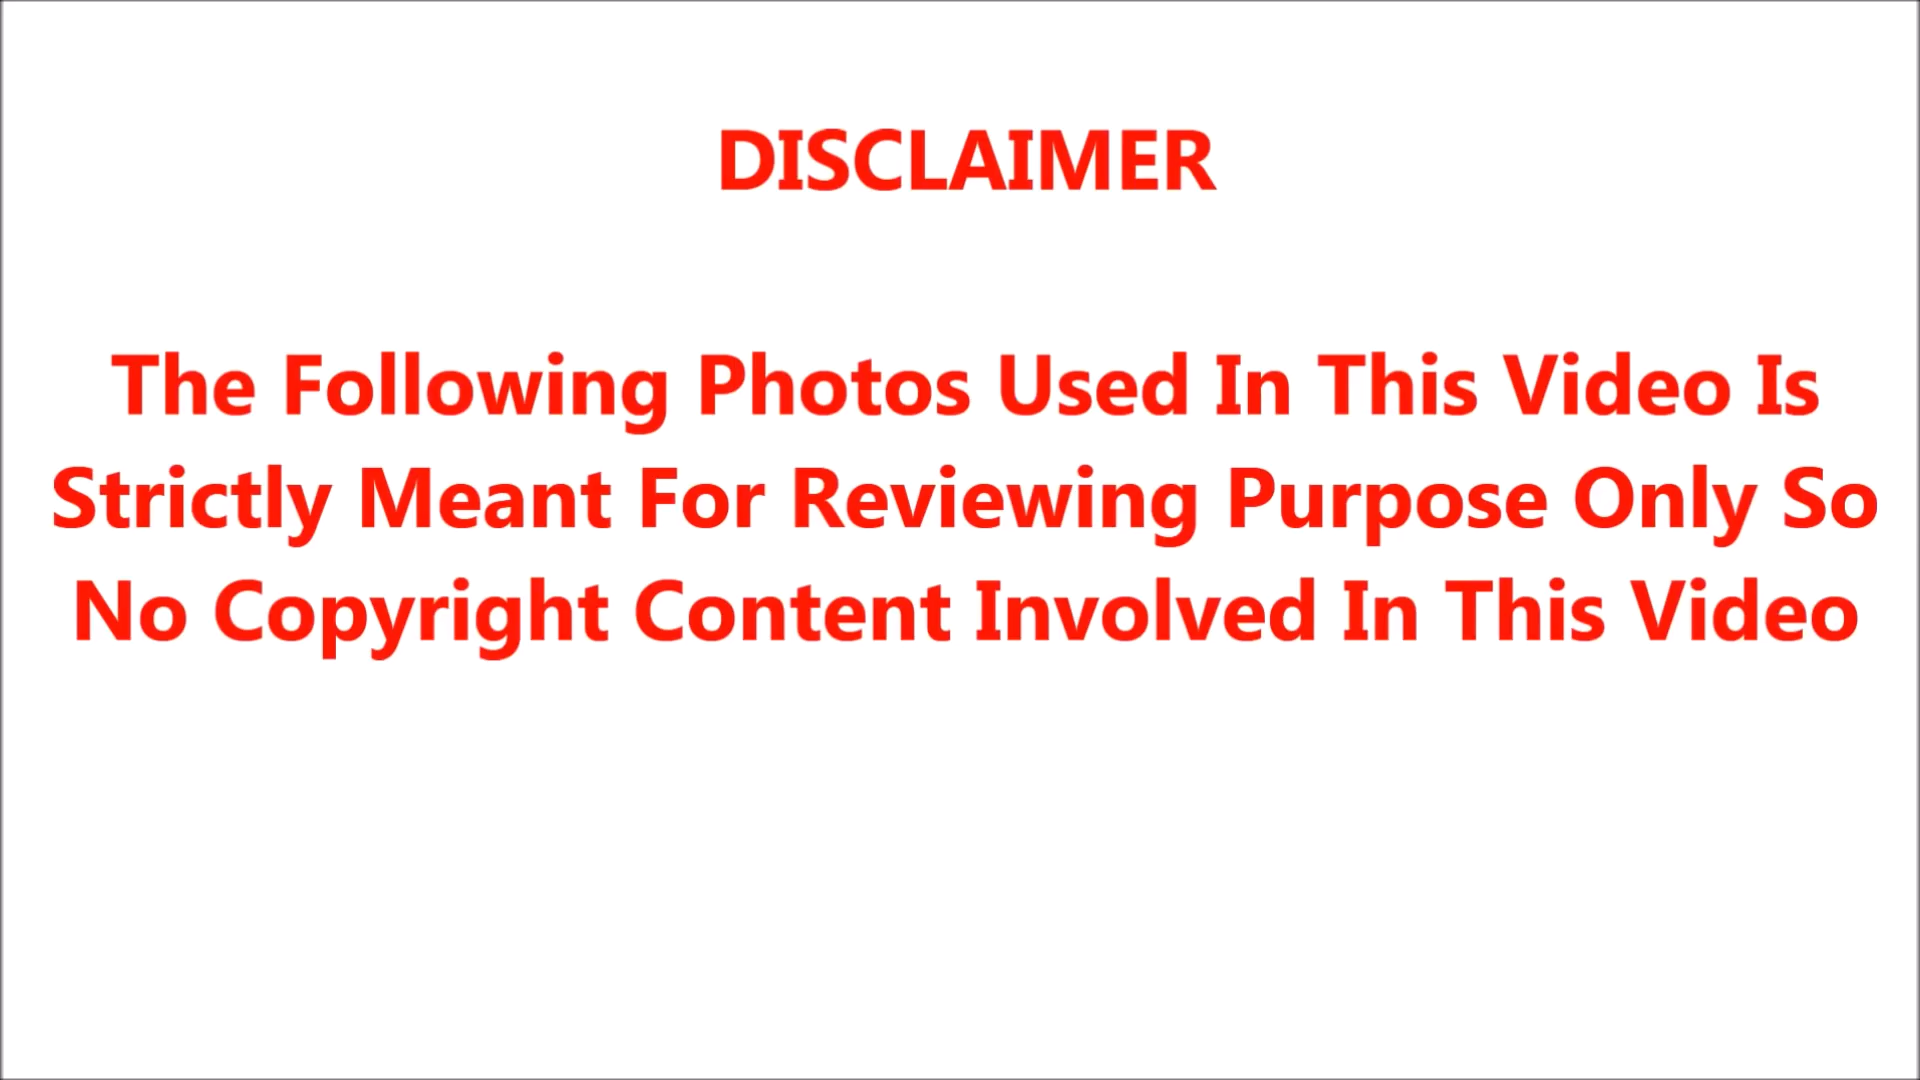 DISCLAIMER
The Following Photos Used In This Video Is
Strictly Meant For Reviewing Purpose Only So
No Copyright Content Involved In This Video